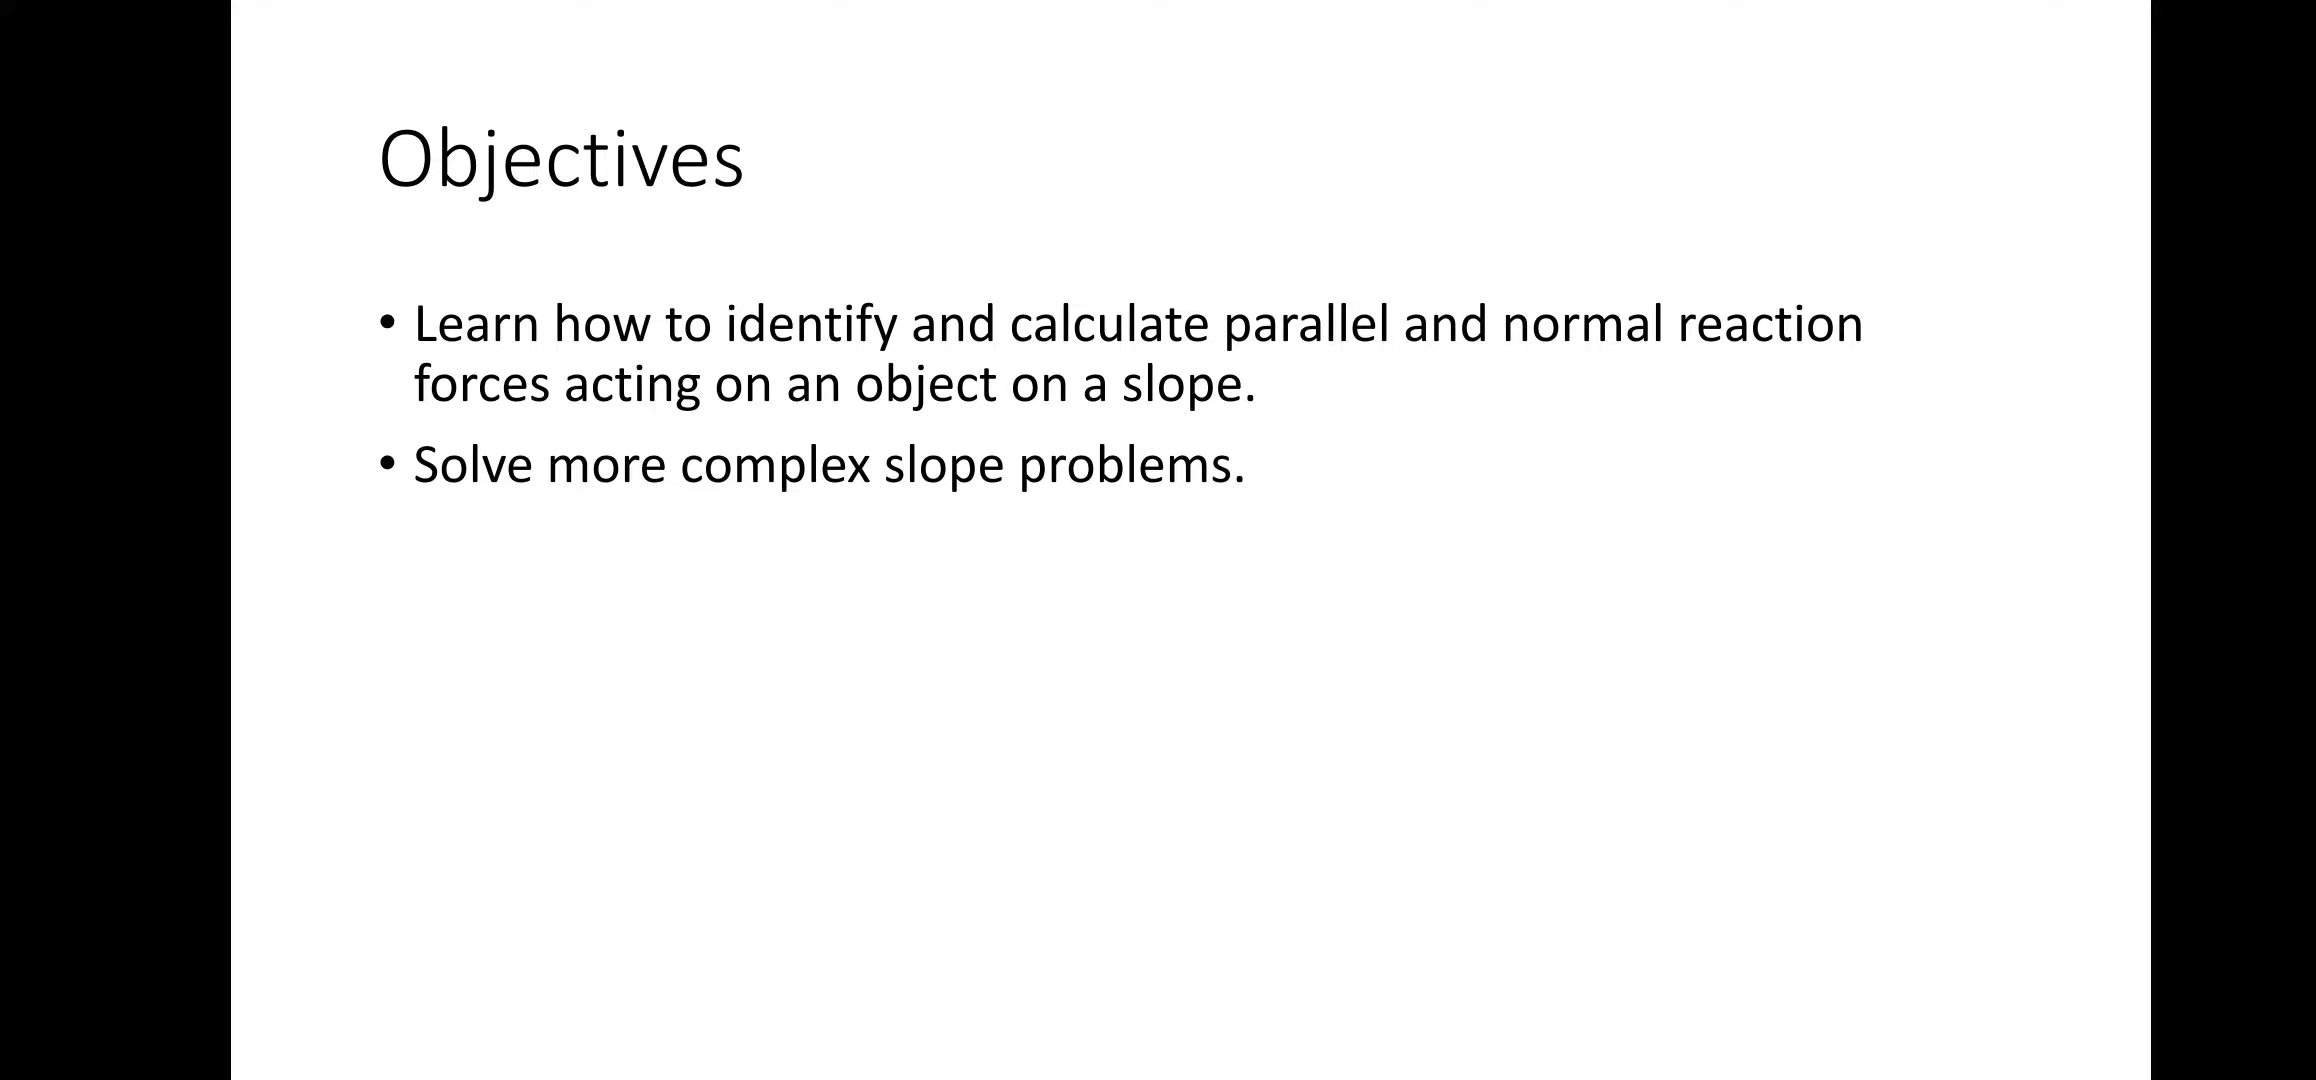 Objectives
• Learn how to identify and calculate parallel and normal reaction
forces acting on an object on a slope.
• Solve more complex slope problems.